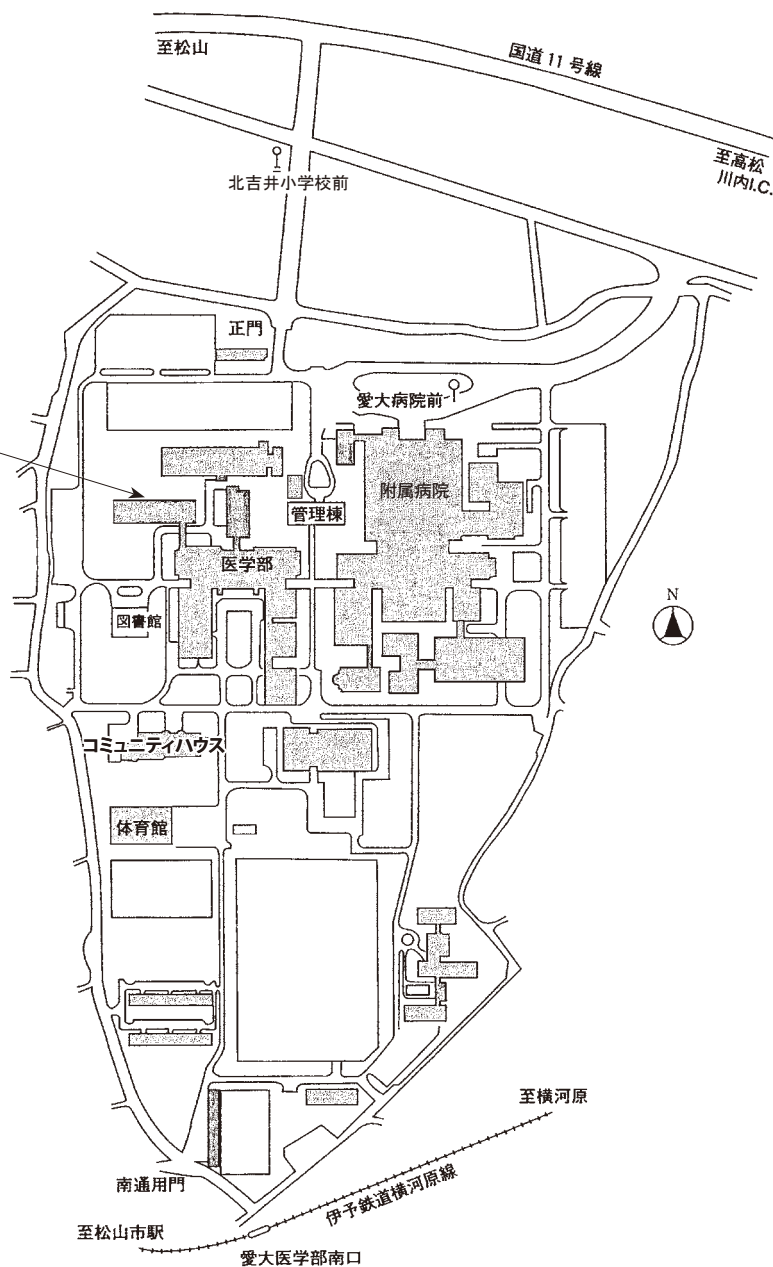 至松山
国道11号線
至高松
川内I.C.
北吉井小学校前
正門
愛大病院前
附属病院
管理棟
医学部
図書館
N
コミュニティハウス
体育館
至横河原
伊予鉄道横河原線
南通用門
至松山市駅
愛大医学部南口